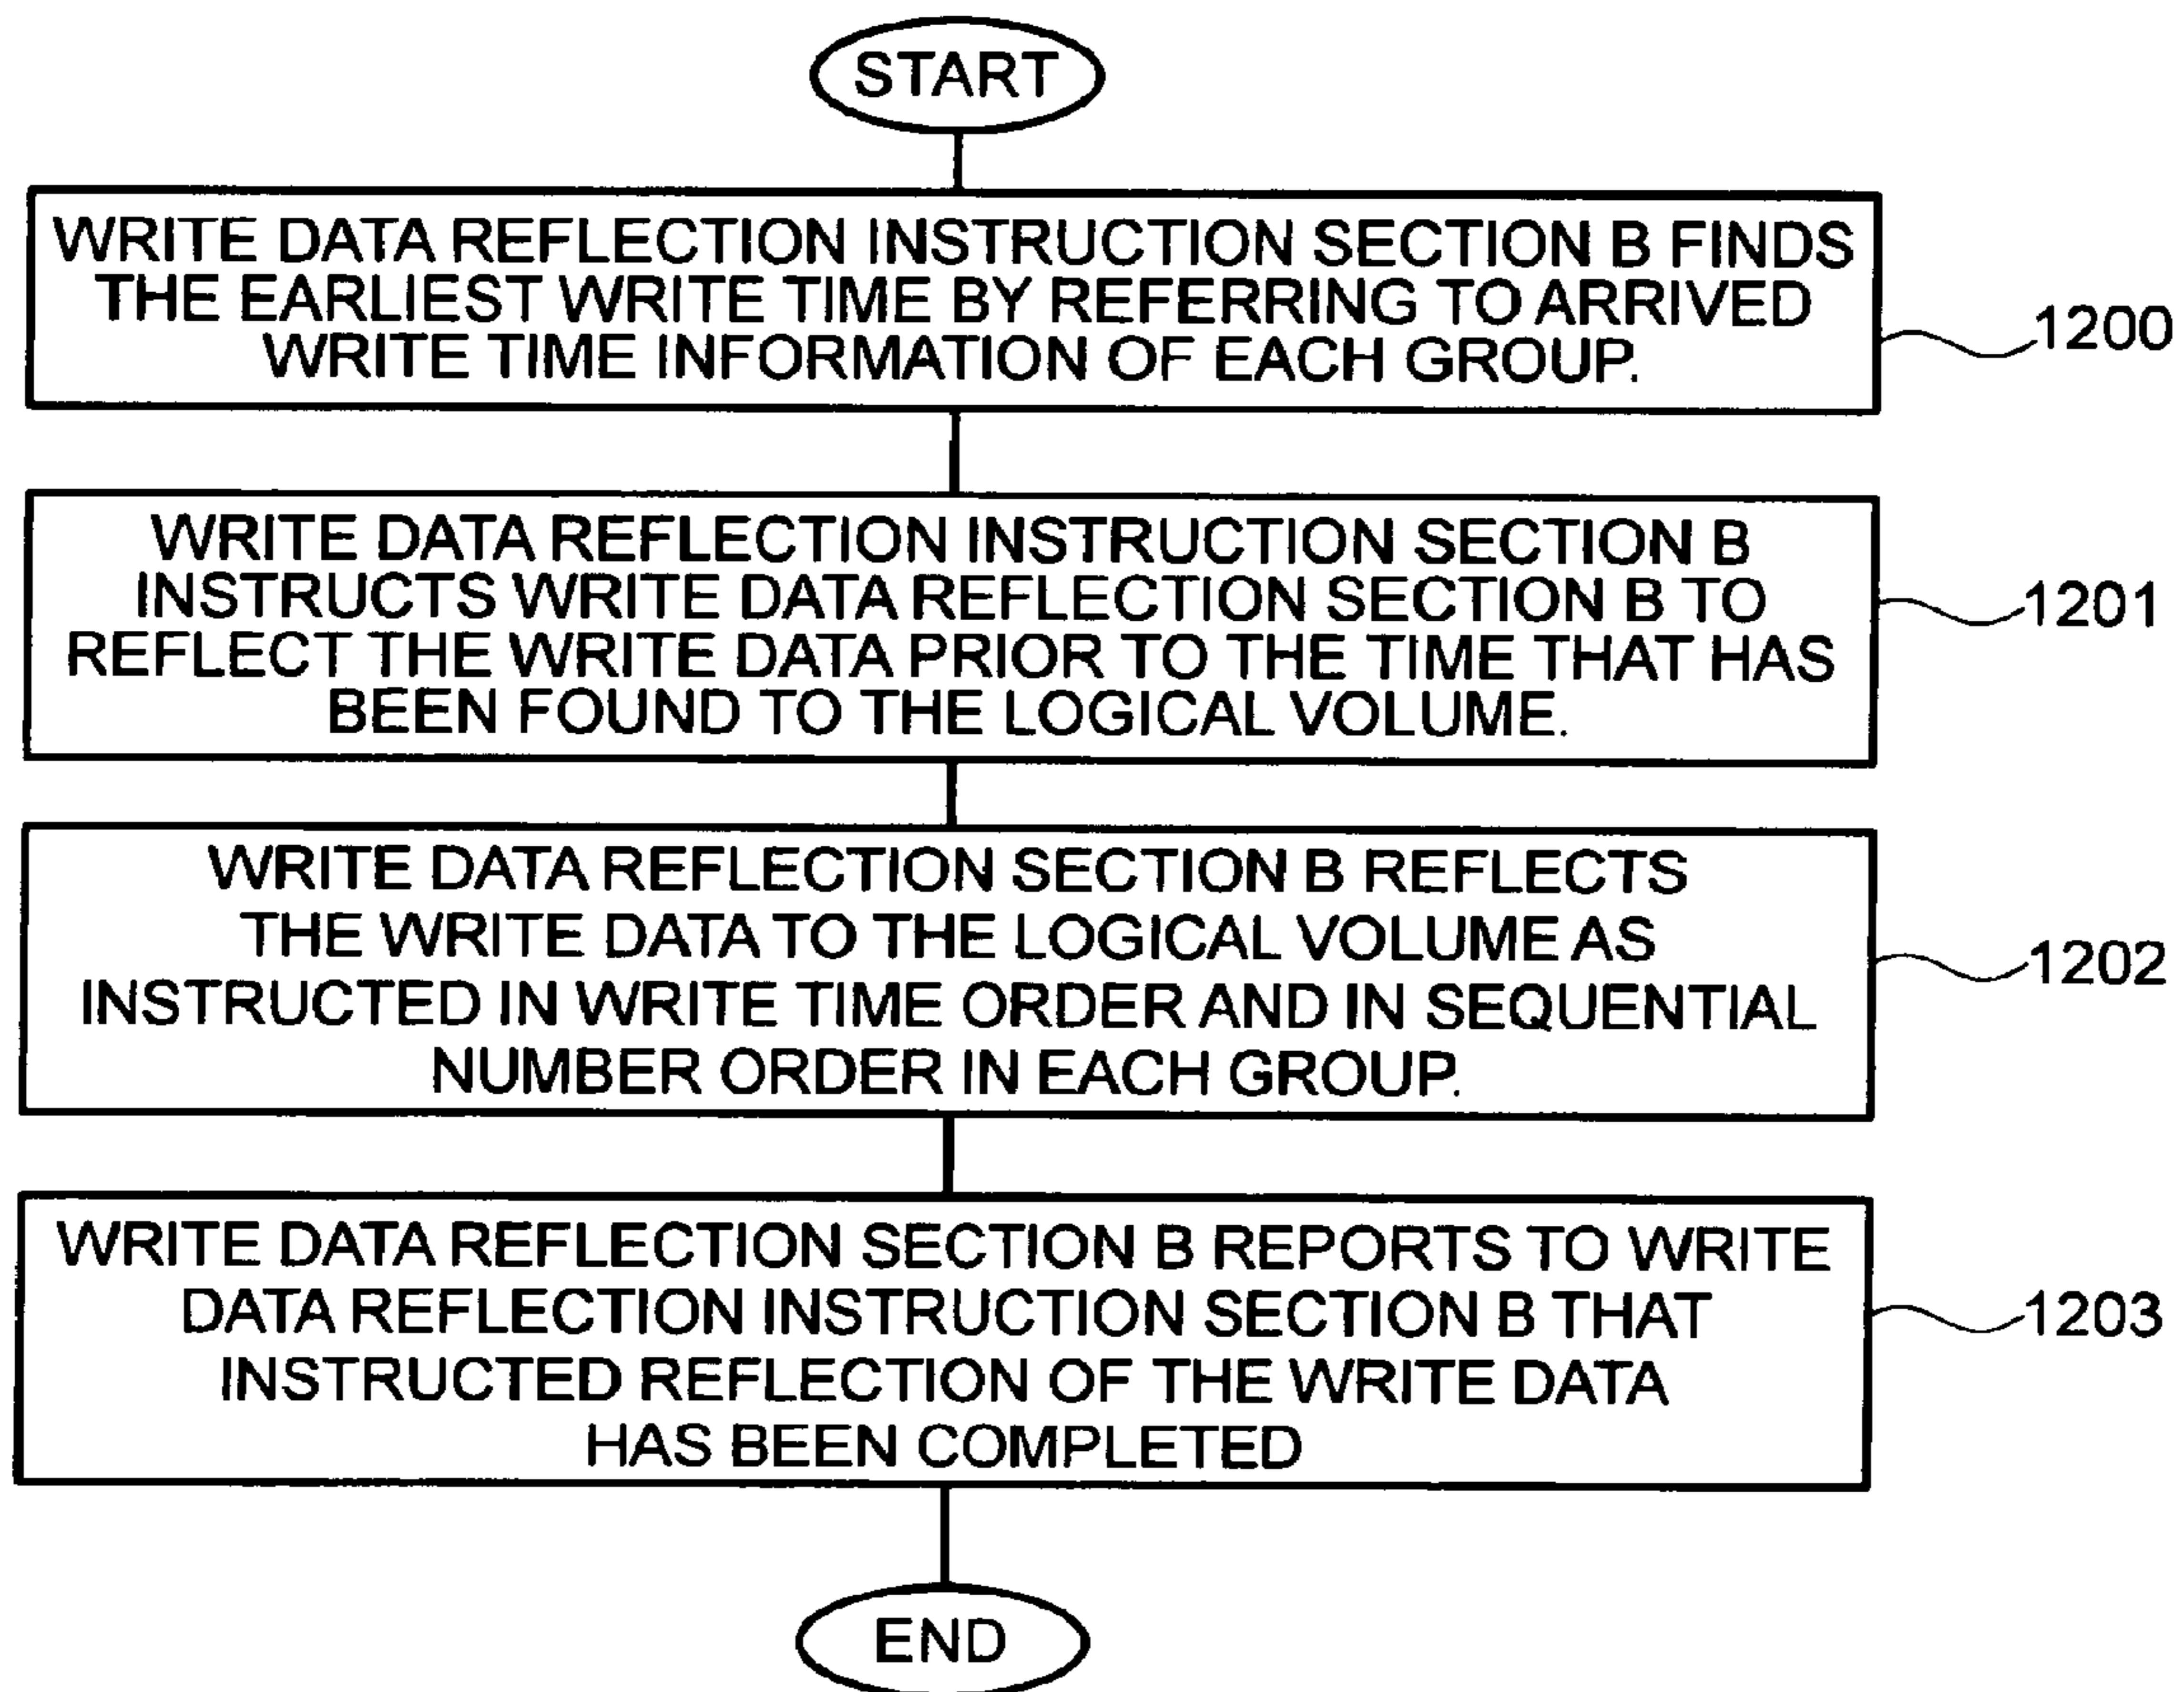 START
WRITE DATA REFLECTION INSTRUCTION SECTION B FINDS
THE EARLIEST WRITE TIME BY REFERRING TO ARRIVED
WRITE TIME INFORMATION OF EACH GROUP.
1200
WRITE DATA REFLECTION INSTRUCTION SECTION B
INSTRUCTS WRITE DATA REFLECTION SECTION B TO
REFLECT THE WRITE DATA PRIOR TO THE TIME THAT HAS
BEEN FOUND TO THE LOGICAL VOLUME.
1201
WRITE DATA REFLECTION SECTION B REFLECTS
THE WRITE DATA TO THE LOGICAL VOLUME AS
INSTRUCTED IN WRITE TIME ORDER AND IN SEQUENTIAL
NUMBER ORDER IN EACH GROUP.
1202
WRITE DATA REFLECTION SECTION B REPORTS TO WRITE
DATA REFLECTION INSTRUCTION SECTION B THAT
INSTRUCTED REFLECTION OF THE WRITE DATA
HAS BEEN COMPLETED
1203
END